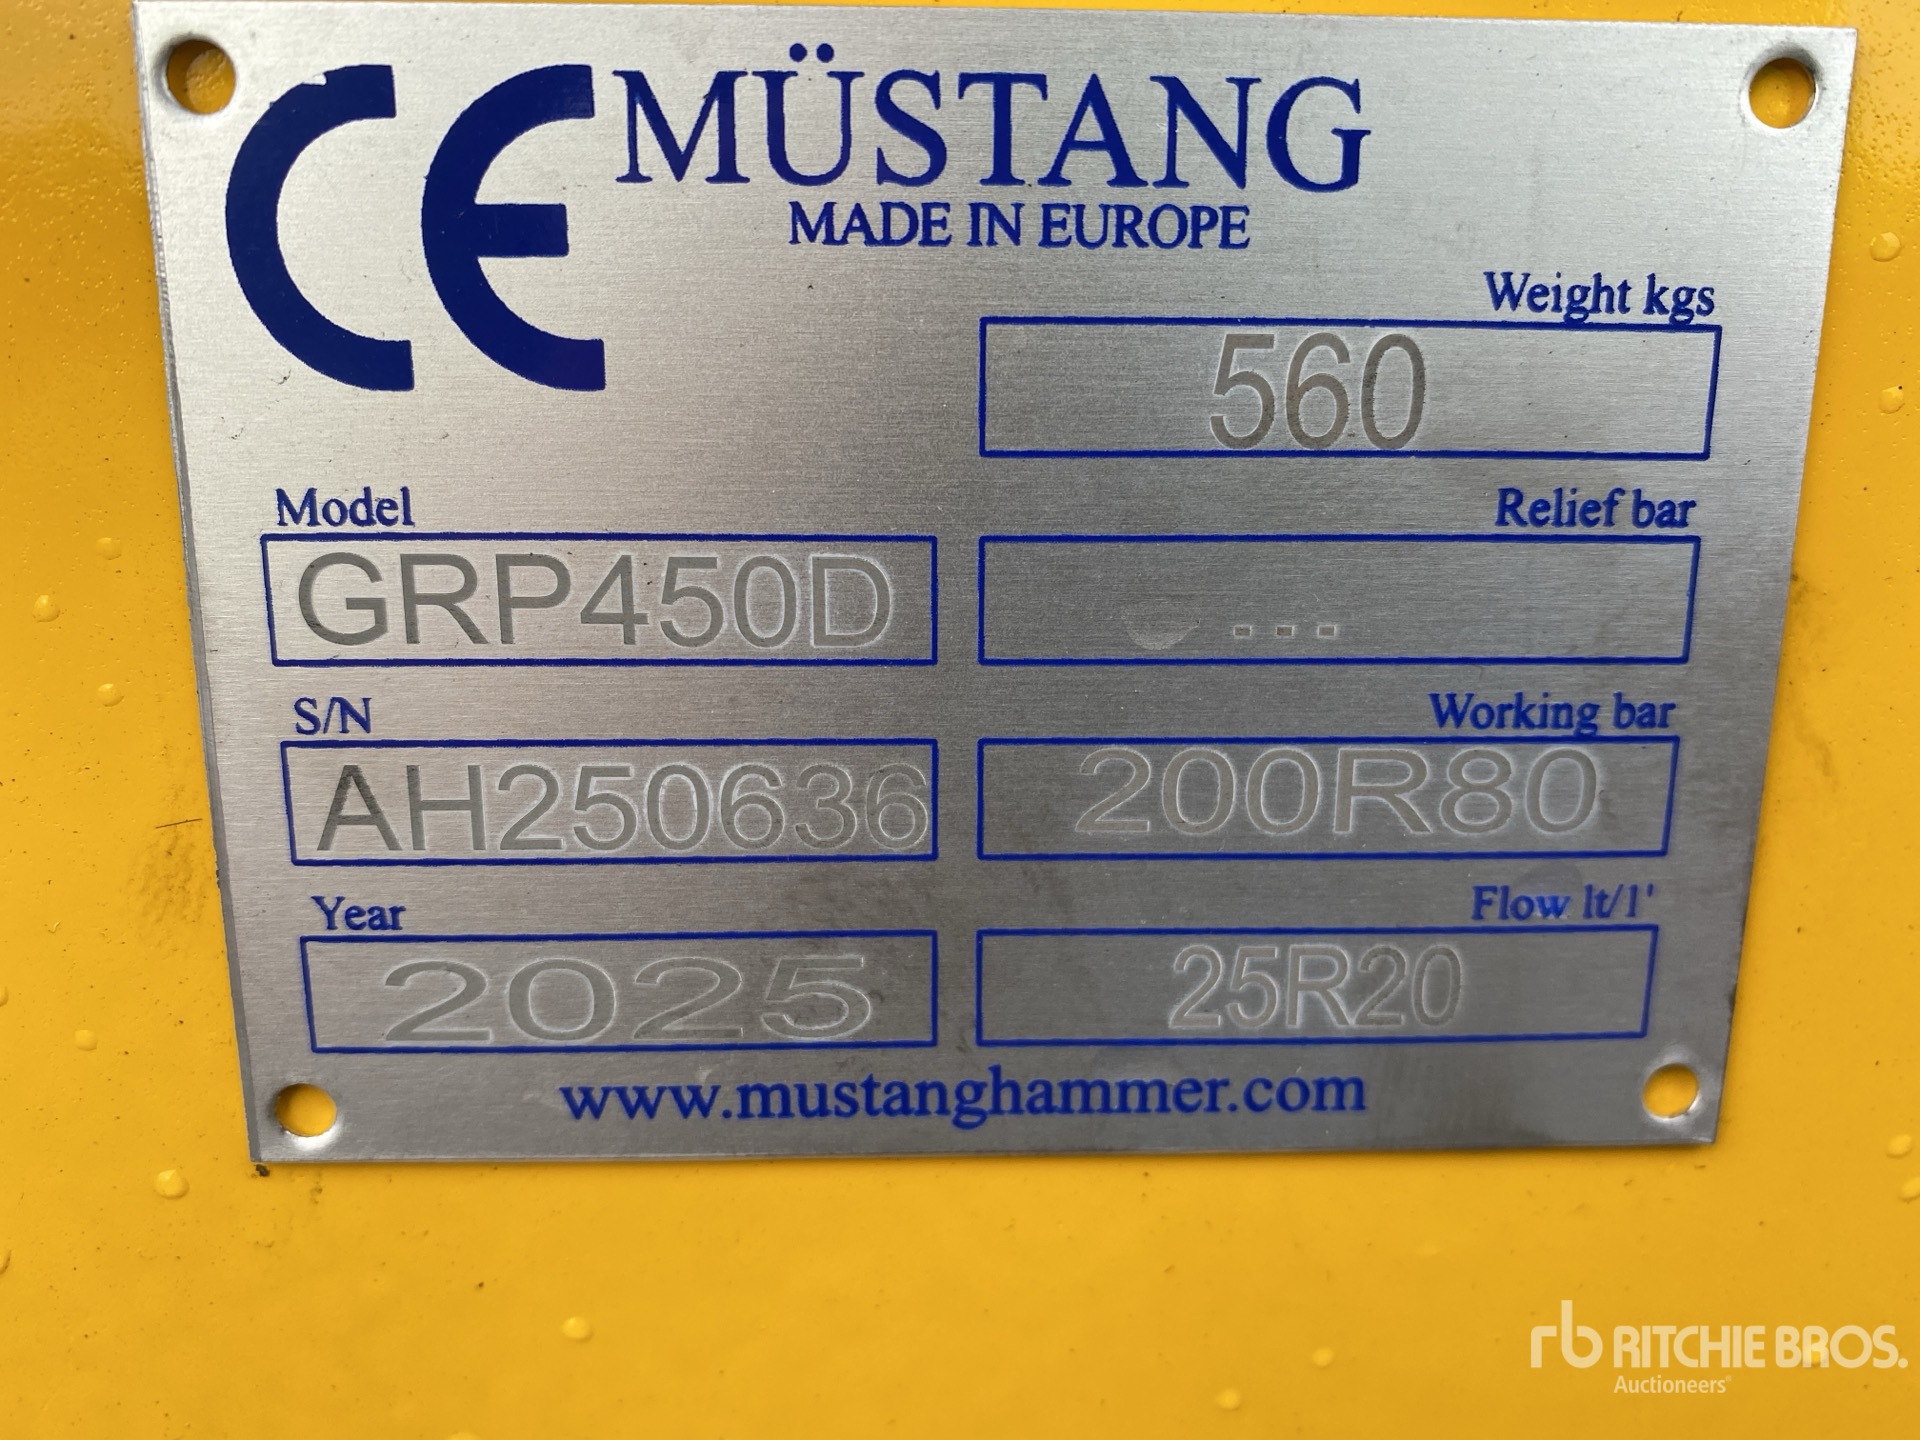 CE MÜSTANG
MADE IN EUROPE
Weight kgs
560
Model
GRP450D
Relief bar
...
S/N
AH250636
Working bar
200R80
Year
2025
Flow lt/1'
25R20
www.mustanghammer.com
rb RITCHIE BROS.
Auctioneers